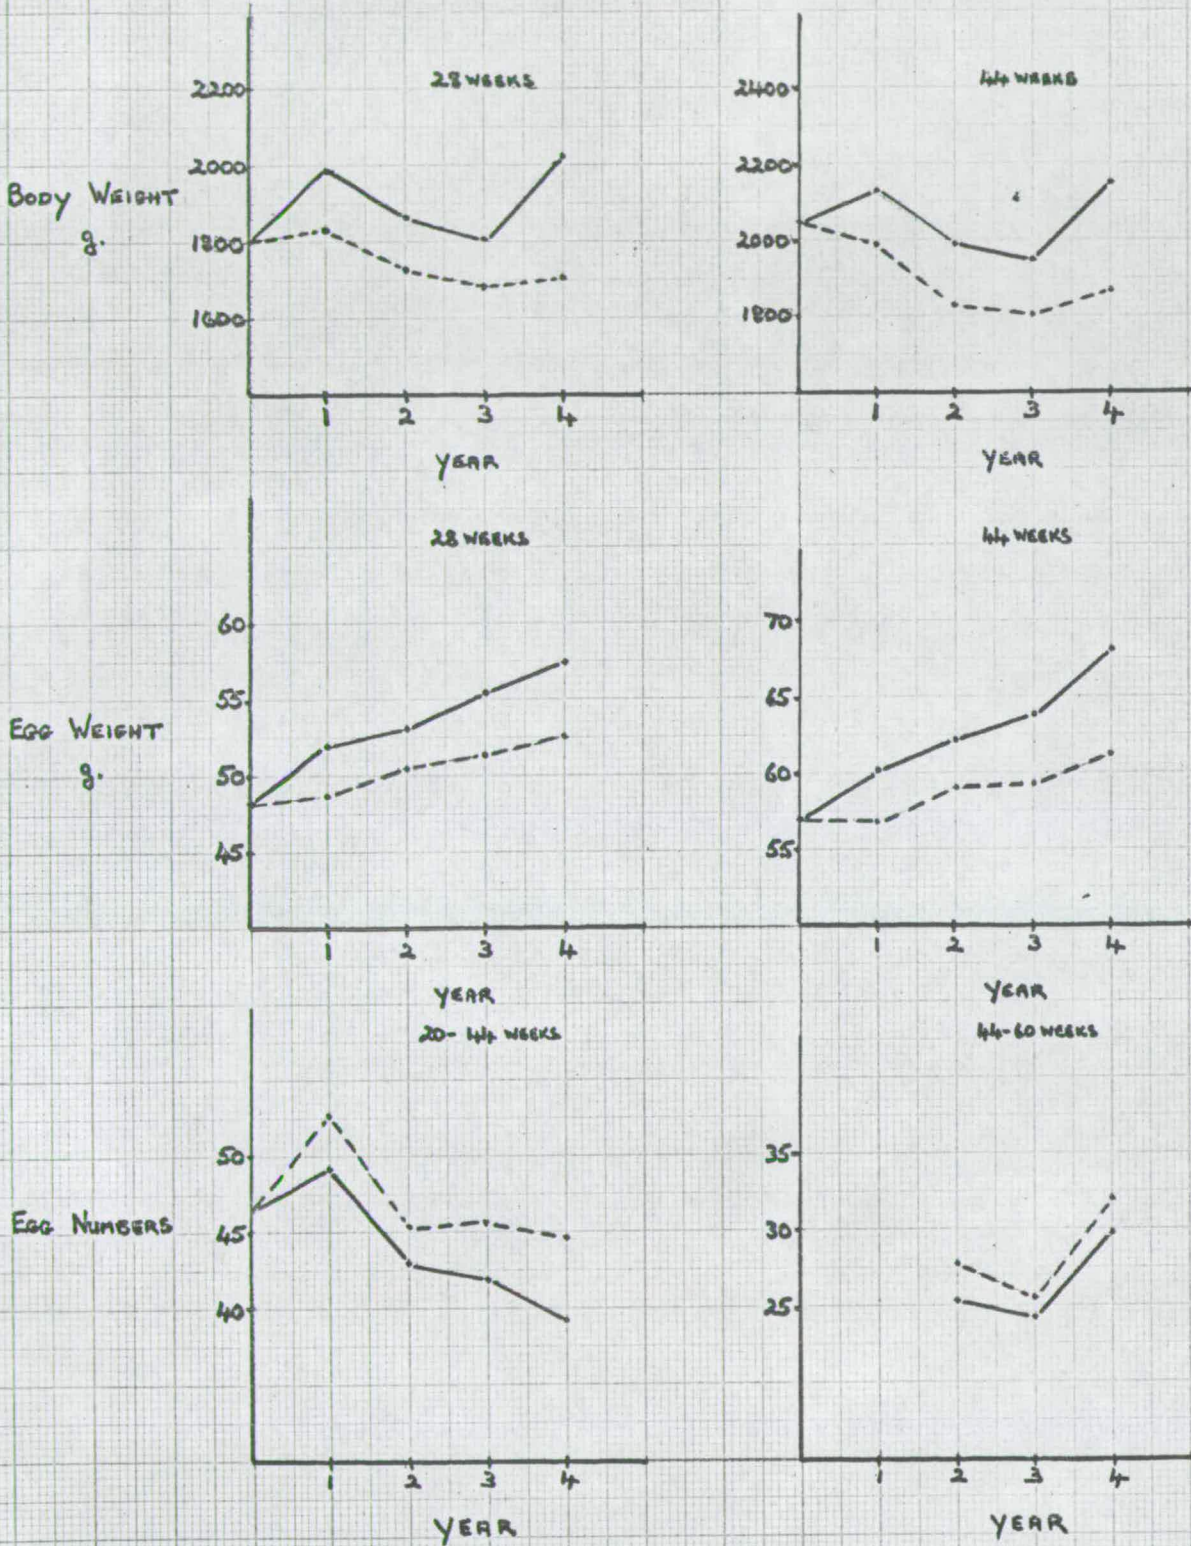 28 WEEKS
2200
2000
1800
1600
BODY WEIGHT
g.
1 2 3 4
YEAR
44 WEEKS
2400
2200
2000
1800
1 2 3 4
YEAR
28 WEEKS
60
55
50
45
EGG WEIGHT
g.
1 2 3 4
YEAR
44 WEEKS
70
65
60
55
1 2 3 4
YEAR
20-44 WEEKS
50
45
40
EGG NUMBERS
1 2 3 4
YEAR
44-60 WEEKS
35
30
25
1 2 3 4
YEAR